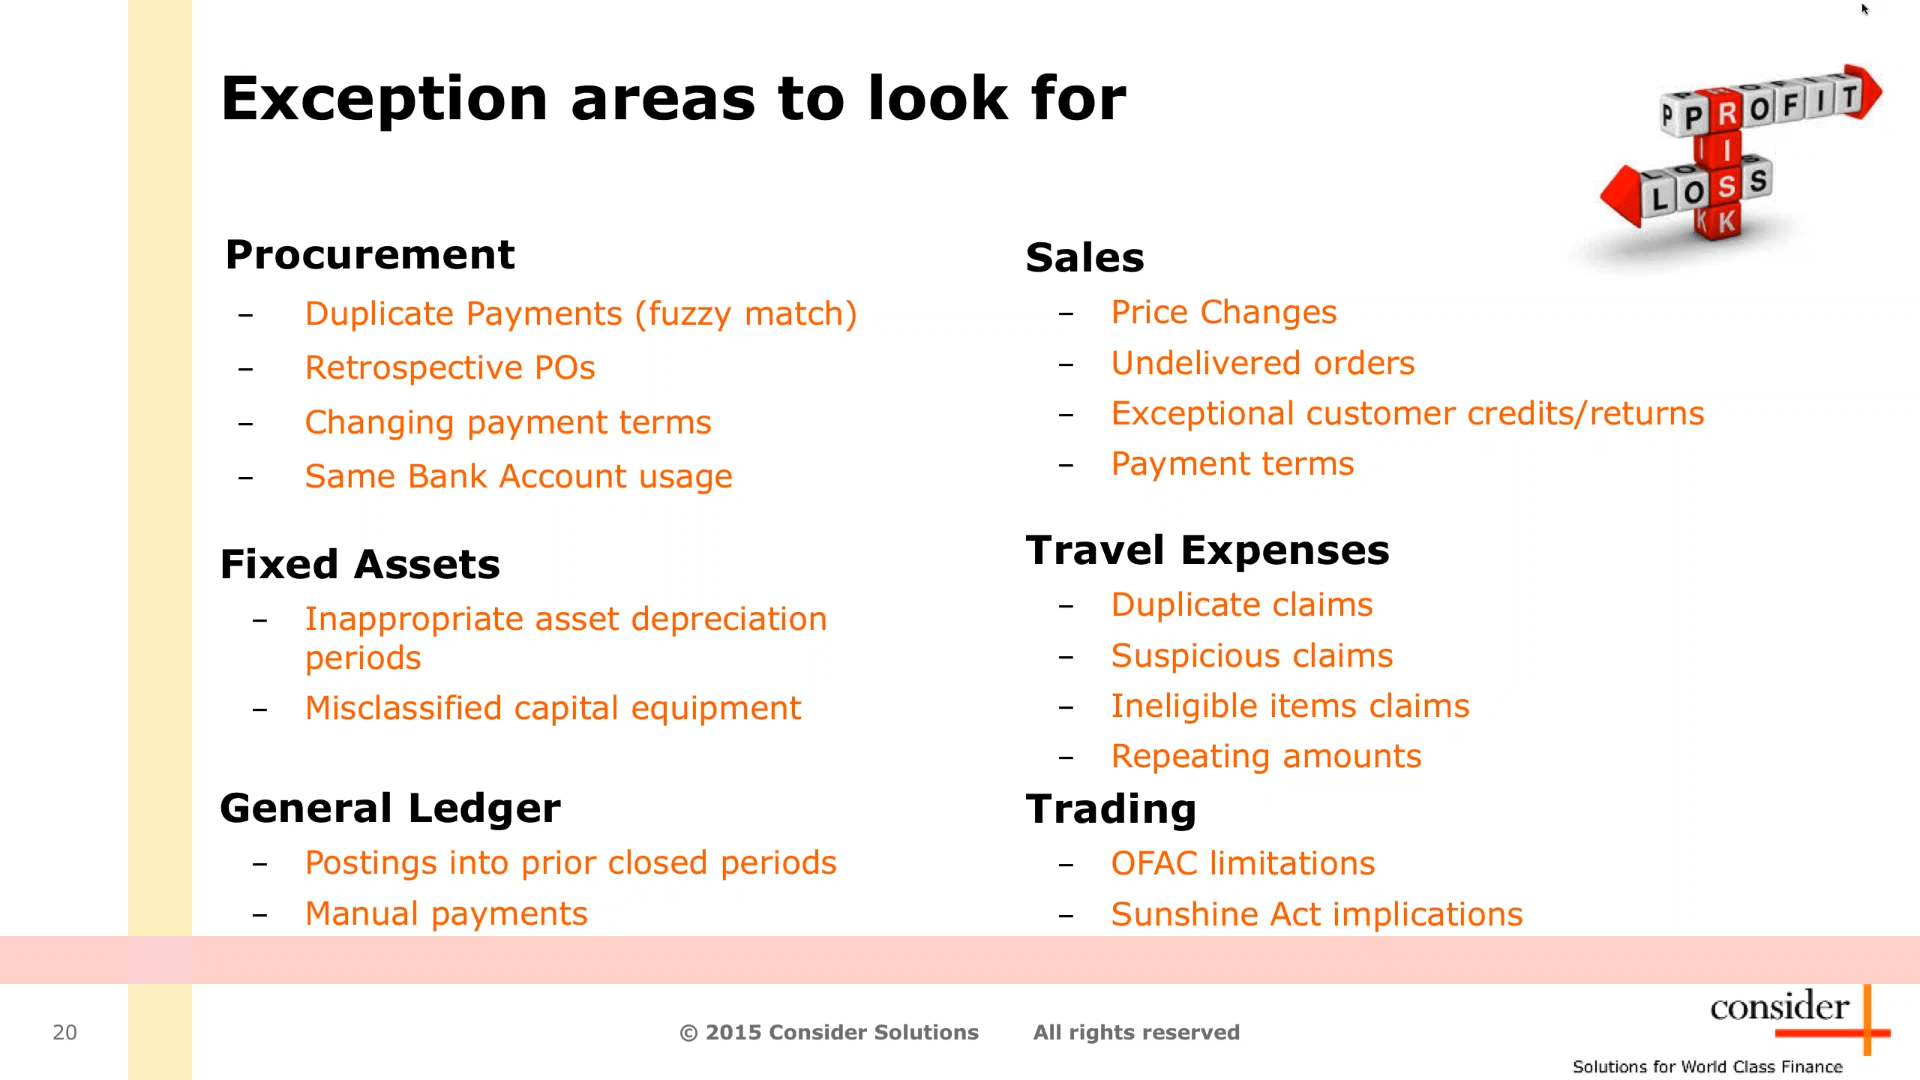 Exception areas to look for
PROFIT
RISK
LOSS
Procurement
– Duplicate Payments (fuzzy match)
– Retrospective POs
– Changing payment terms
– Same Bank Account usage
Fixed Assets
– Inappropriate asset depreciation
periods
– Misclassified capital equipment
General Ledger
– Postings into prior closed periods
– Manual payments
Sales
– Price Changes
– Undelivered orders
– Exceptional customer credits/returns
– Payment terms
Travel Expenses
– Duplicate claims
– Suspicious claims
– Ineligible items claims
– Repeating amounts
Trading
– OFAC limitations
– Sunshine Act implications
20
© 2015 Consider Solutions All rights reserved
consider
Solutions for World Class Finance